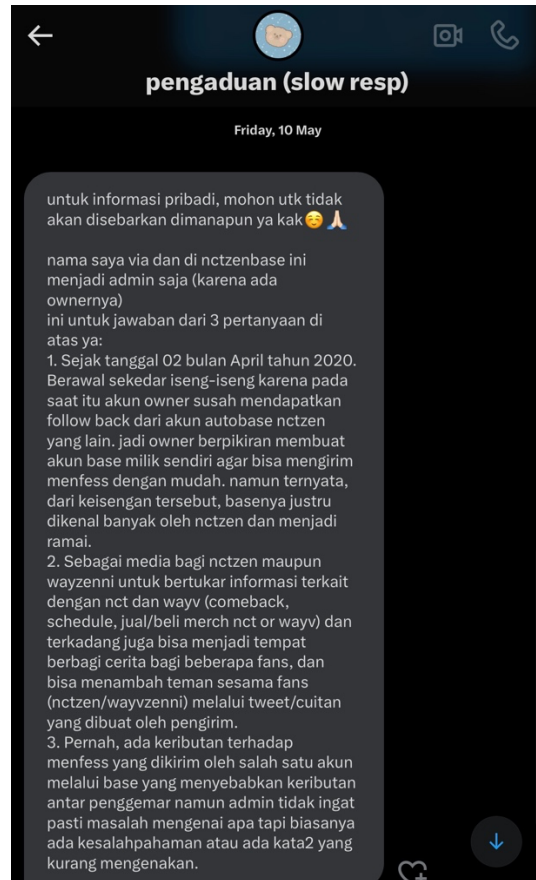 pengaduan (slow resp)
Friday, 10 May
untuk informasi pribadi, mohon utk tidak
akan disebarkan dimanapun ya kak☺️🙏🏻
nama saya via dan di nctzenbase ini
menjadi admin saja (karena ada
ownernya)
ini untuk jawaban dari 3 pertanyaan di
atas ya:
1. Sejak tanggal 02 bulan April tahun 2020.
Berawal sekedar iseng-iseng karena pada
saat itu akun owner susah mendapatkan
follow back dari akun autobase nctzen
yang lain. jadi owner berpikiran membuat
akun base milik sendiri agar bisa mengirim
menfess dengan mudah. namun ternyata,
dari keisengan tersebut, basenya justru
dikenal banyak oleh nctzen dan menjadi
ramai.
2. Sebagai media bagi nctzen maupun
wayzenni untuk bertukar informasi terkait
dengan nct dan wayv (comeback,
schedule, jual/beli merch nct or wayv) dan
terkadang juga bisa menjadi tempat
berbagi cerita bagi beberapa fans, dan
bisa menambah teman sesama fans
(nctzen/wayvzenni) melalui tweet/cuitan
yang dibuat oleh pengirim.
3. Pernah, ada keributan terhadap
menfess yang dikirim oleh salah satu akun
melalui base yang menyebabkan keributan
antar penggemar namun admin tidak ingat
pasti masalah mengenai apa tapi biasanya
ada kesalahpahaman atau ada kata2 yang
kurang mengenakan.